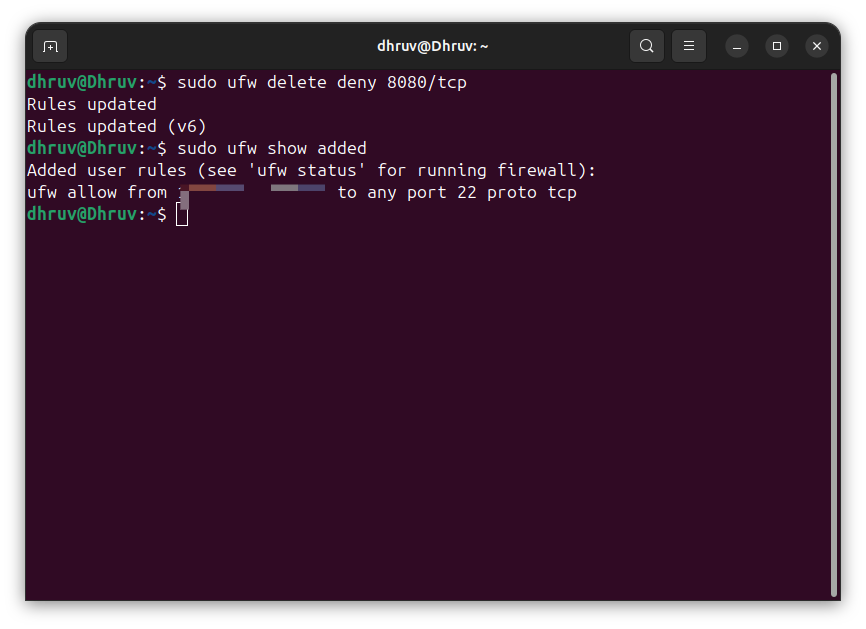 dhruv@Dhruv: ~
dhruv@Dhruv:~$ sudo ufw delete deny 8080/tcp
Rules updated
Rules updated (v6)
dhruv@Dhruv:~$ sudo ufw show added
Added user rules (see 'ufw status' for running firewall):
ufw allow from to any port 22 proto tcp
dhruv@Dhruv:~$